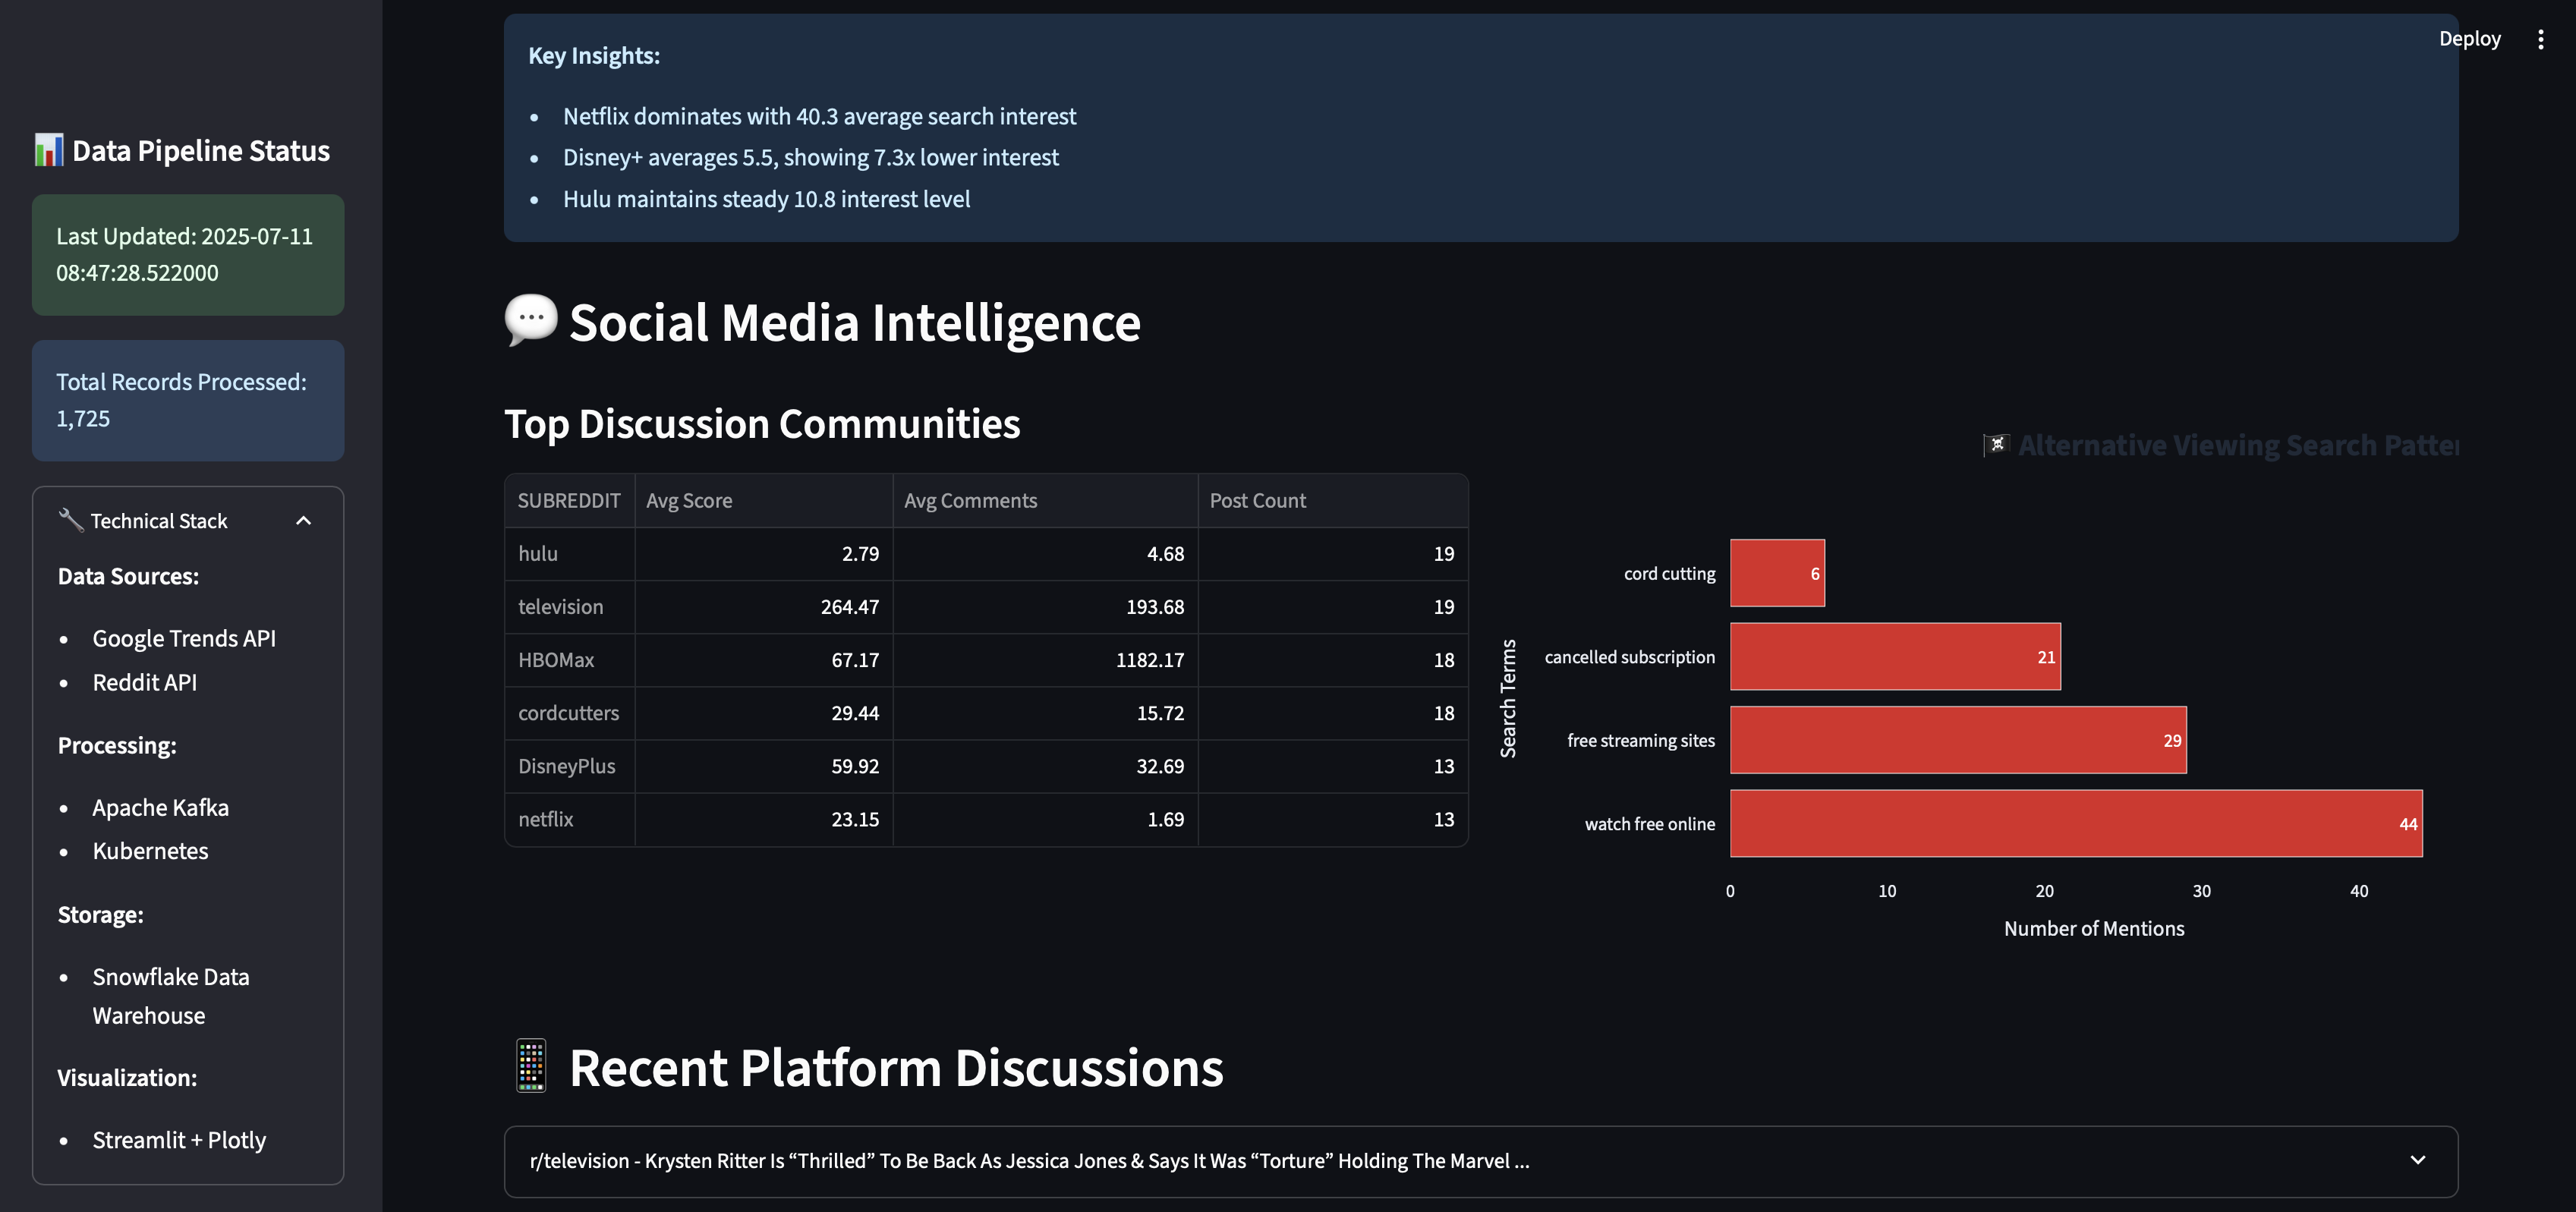 Deploy
📊 Data Pipeline Status
Last Updated: 2025-07-11
08:47:28.522000
Total Records Processed:
1,725
🔧 Technical Stack
Data Sources:
• Google Trends API
• Reddit API
Processing:
• Apache Kafka
• Kubernetes
Storage:
• Snowflake Data
Warehouse
Visualization:
• Streamlit + Plotly
Key Insights:
• Netflix dominates with 40.3 average search interest
• Disney+ averages 5.5, showing 7.3x lower interest
• Hulu maintains steady 10.8 interest level
💬 Social Media Intelligence
Top Discussion Communities
SUBREDDIT Avg Score Avg Comments Post Count
hulu 2.79 4.68 19
television 264.47 193.68 19
HBOMax 67.17 1182.17 18
cordcutters 29.44 15.72 18
DisneyPlus 59.92 32.69 13
netflix 23.15 1.69 13
🏴‍☠️ Alternative Viewing Search Patter
Search Terms
cord cutting 6
cancelled subscription 21
free streaming sites 29
watch free online 44
0 10 20 30 40
Number of Mentions
📱 Recent Platform Discussions
r/television - Krysten Ritter Is “Thrilled” To Be Back As Jessica Jones & Says It Was “Torture” Holding The Marvel ...